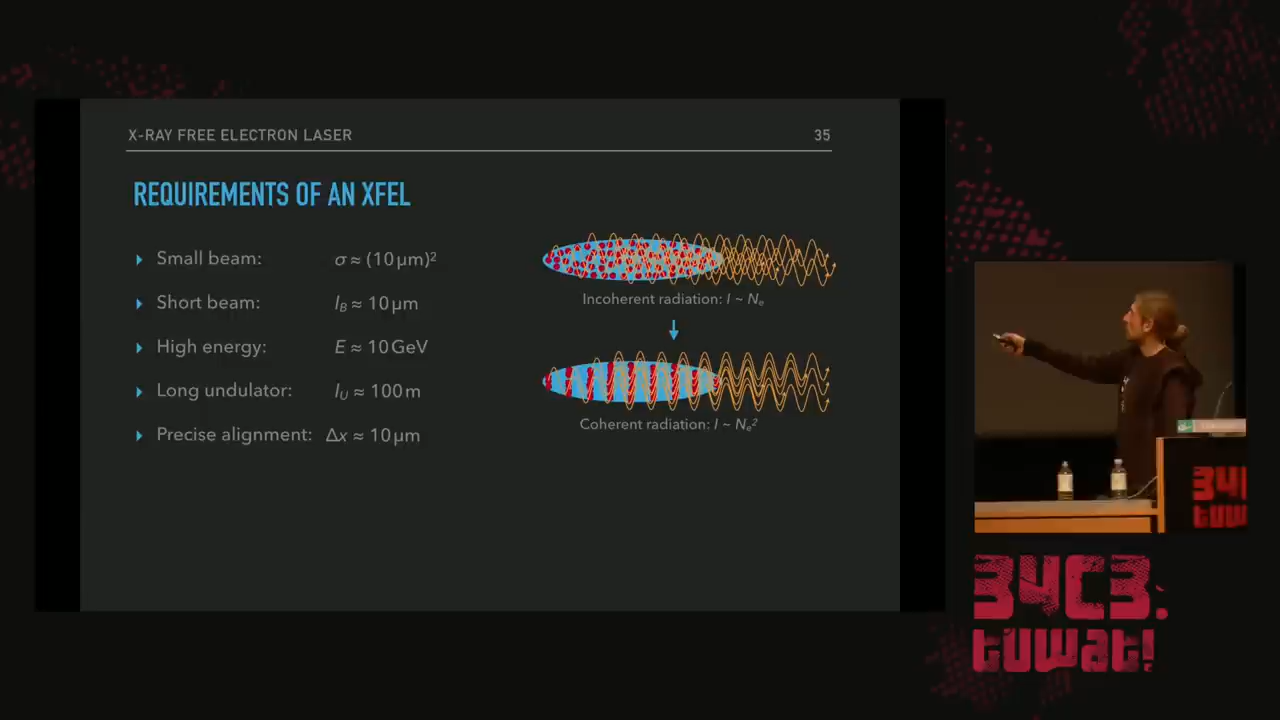 X-RAY FREE ELECTRON LASER 35
REQUIREMENTS OF AN XFEL
Small beam: σ ≈ (10 µm)²
Short beam: l_B ≈ 10 µm
High energy: E ≈ 10 GeV
Long undulator: l_U ≈ 100 m
Precise alignment: Δx ≈ 10 µm
Incoherent radiation: I ~ N_e
Coherent radiation: I ~ N_e²
34C3.
tuwat!